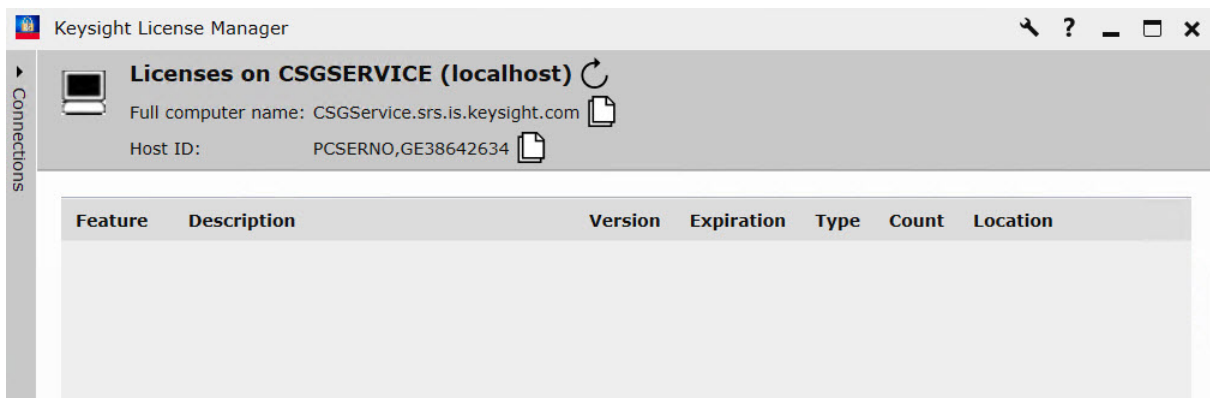 Keysight License Manager
?
Connections
Licenses on CSGSERVICE (localhost)
Full computer name: CSGService.srs.is.keysight.com
Host ID: PCSERNO,GE38642634
Feature Description Version Expiration Type Count Location